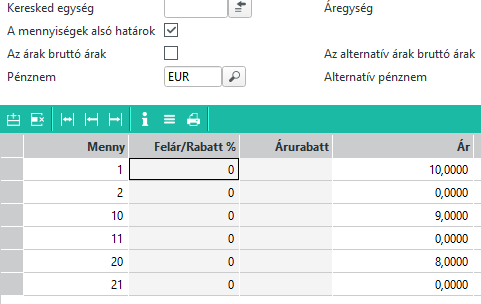 Keresked egység Áregység
A mennyiségek alsó határok
Az árak bruttó árak Az alternatív árak bruttó árak
Pénznem EUR Alternatív pénznem
Menny Felár/Rabatt % Árurabatt Ár
1 0 10,0000
2 0 0,0000
10 0 9,0000
11 0 0,0000
20 0 8,0000
21 0 0,0000